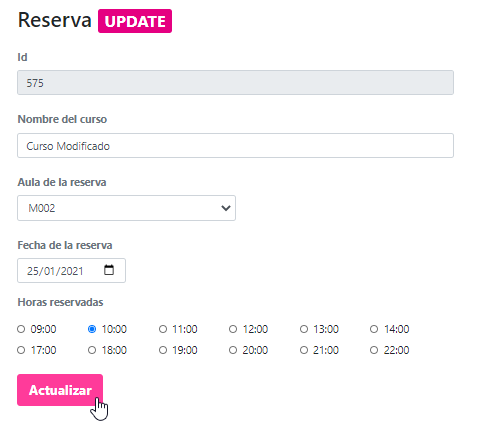 Reserva UPDATE
Id
575
Nombre del curso
Curso Modificado
Aula de la reserva
M002
Fecha de la reserva
25/01/2021
Horas reservadas
09:00 10:00 11:00 12:00 13:00 14:00
17:00 18:00 19:00 20:00 21:00 22:00
Actualizar